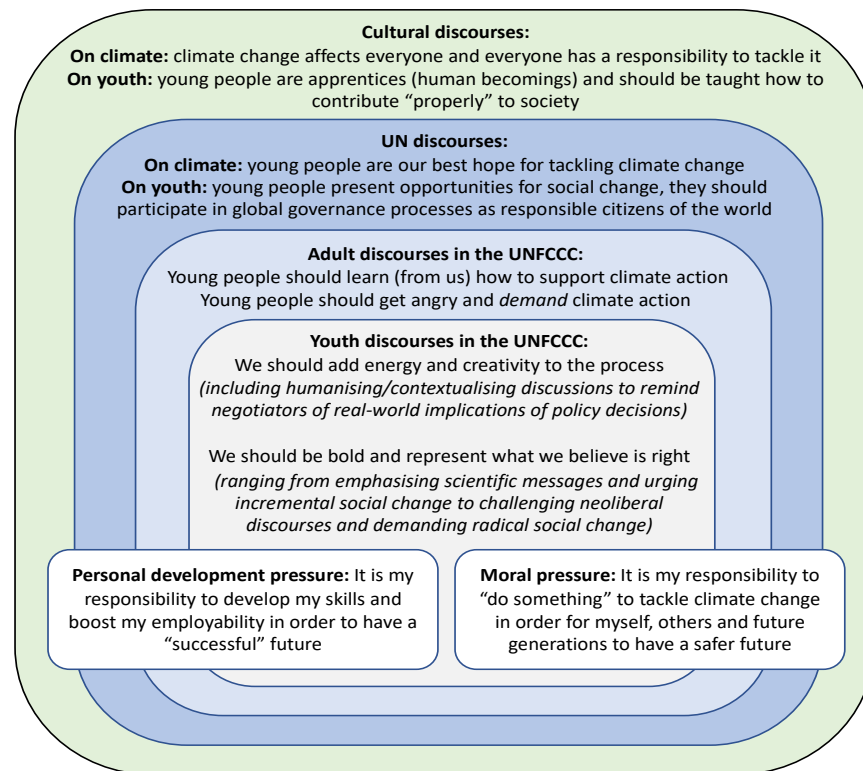 Cultural discourses:
On climate: climate change affects everyone and everyone has a responsibility to tackle it
On youth: young people are apprentices (human becomings) and should be taught how to
contribute “properly” to society
UN discourses:
On climate: young people are our best hope for tackling climate change
On youth: young people present opportunities for social change, they should
participate in global governance processes as responsible citizens of the world
Adult discourses in the UNFCCC:
Young people should learn (from us) how to support climate action
Young people should get angry and demand climate action
Youth discourses in the UNFCCC:
We should add energy and creativity to the process
(including humanising/contextualising discussions to remind
negotiators of real-world implications of policy decisions)
We should be bold and represent what we believe is right
(ranging from emphasising scientific messages and urging
incremental social change to challenging neoliberal
discourses and demanding radical social change)
Personal development pressure: It is my
responsibility to develop my skills and
boost my employability in order to have a
“successful” future
Moral pressure: It is my responsibility to
“do something” to tackle climate change
in order for myself, others and future
generations to have a safer future